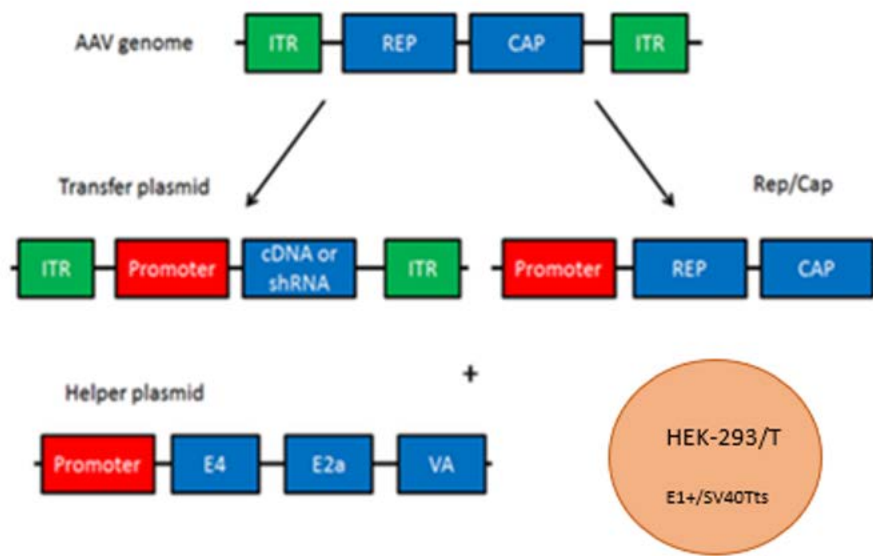 AAV genome
ITR
REP
CAP
ITR
Transfer plasmid
Rep/Cap
ITR
Promoter
cDNA or
shRNA
ITR
Promoter
REP
CAP
+
Helper plasmid
Promoter
E4
E2a
VA
HEK-293/T
E1+/SV40Tts